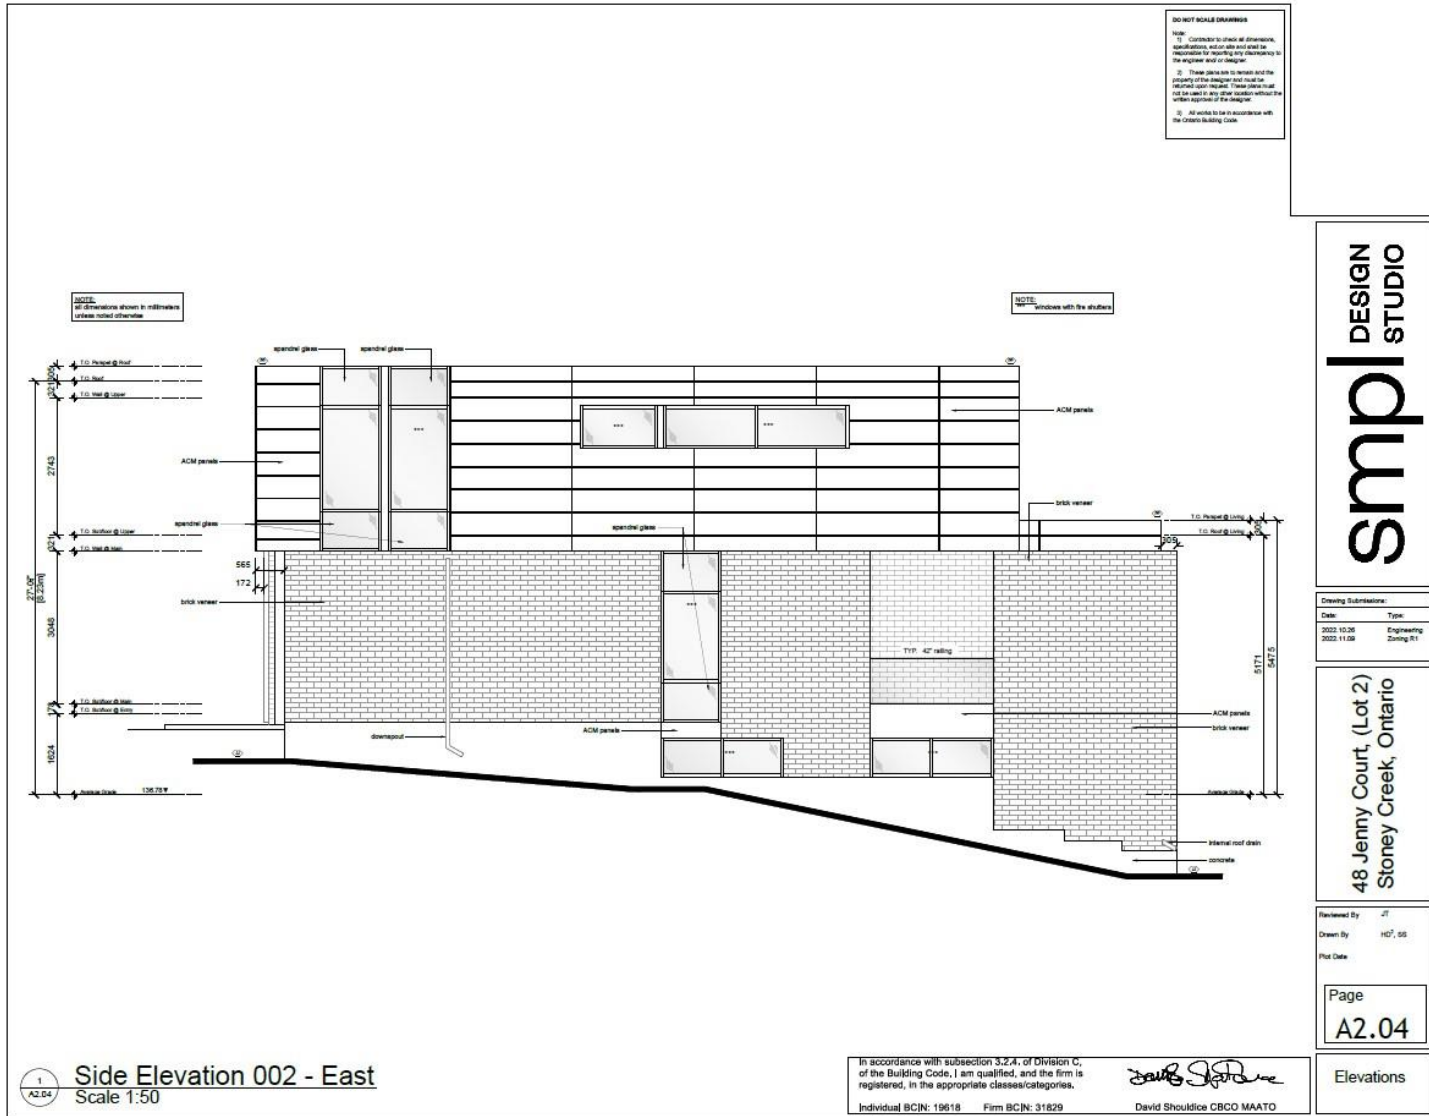 DO NOT SCALE DRAWINGS
Note:
1) Contractor to check all dimensions,
specifications, ect on site and shall be
responsible for reporting any discrepancy to
the engineer and/ or designer.
2) These plans are to remain and the
property of the designer and must be
returned upon request. These plans must
not be used in any other location without the
written approval of the designer.
3) All works to be in accordance with
the Ontario Building Code.
NOTE:
all dimensions shown in millimeters
unless noted otherwise
NOTE:
*** windows with fire shutters
spandrel glass
spandrel glass
T.O. Parapet @ Roof
T.O. Roof
T.O. Wall @ Upper
305
321
2743
321
3048
178
1624
27'-0"
[8.23m]
ACM panels
ACM panels
spandrel glass
spandrel glass
brick veneer
T.O. Subfloor @ Upper
T.O. Wall @ Main
T.O. Parapet @ Living
T.O. Roof @ Living
305
305
565
172
brick veneer
TYP. 42" railing
5171
5475
T.O. Subfloor @ Main
T.O. Subfloor @ Entry
downspout
ACM panels
ACM panels
brick veneer
Average Grade
136.78
Average Grade
internal roof drain
concrete
smpl DESIGN
STUDIO
Drawing Submissions:
Date: Type:
2022.10.26 Engineering
2022.11.09 Zoning R1
48 Jenny Court, (Lot 2)
Stoney Creek, Ontario
Reviewed By JT
Drawn By HD², SS
Plot Date
Page
A2.04
Elevations
1
A2.04
Side Elevation 002 - East
Scale 1:50
In accordance with subsection 3.2.4. of Division C,
of the Building Code, I am qualified, and the firm is
registered, in the appropriate classes/categories.
Individual BCIN: 19618 Firm BCIN: 31829
David Shouldice CBCO MAATO